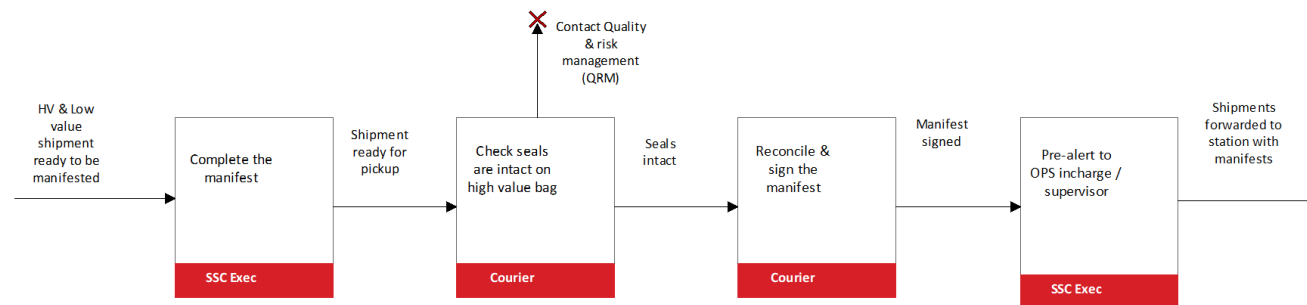 HV & Low
value
shipment
ready to be
manifested
Complete the
manifest
SSC Exec
Shipment
ready for
pickup
Contact Quality
& risk
management
(QRM)
Check seals
are intact on
high value bag
Courier
Seals
intact
Reconcile &
sign the
manifest
Courier
Manifest
signed
Pre-alert to
OPS incharge /
supervisor
SSC Exec
Shipments
forwarded to
station with
manifests